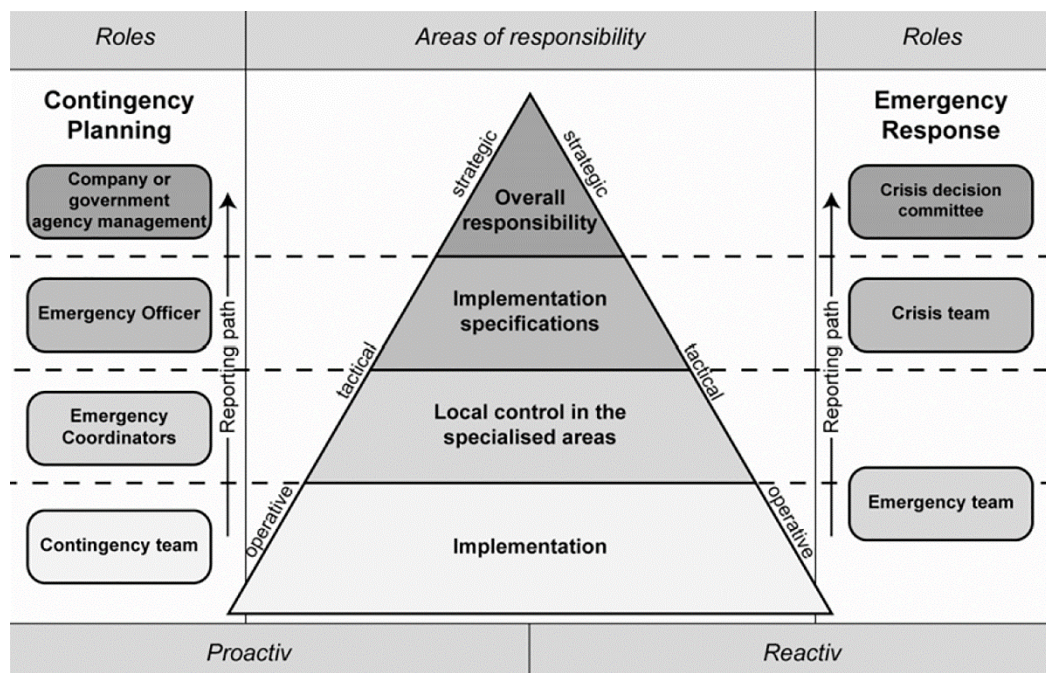 Roles
Areas of responsibility
Roles
Contingency
Planning
Company or
government
agency management
Emergency Officer
Emergency
Coordinators
Contingency team
Reporting path
strategic
strategic
Overall
responsibility
Implementation
specifications
tactical
tactical
Local control in the
specialised areas
operative
operative
Implementation
Emergency
Response
Crisis decision
committee
Crisis team
Emergency team
Reporting path
Proactiv
Reactiv